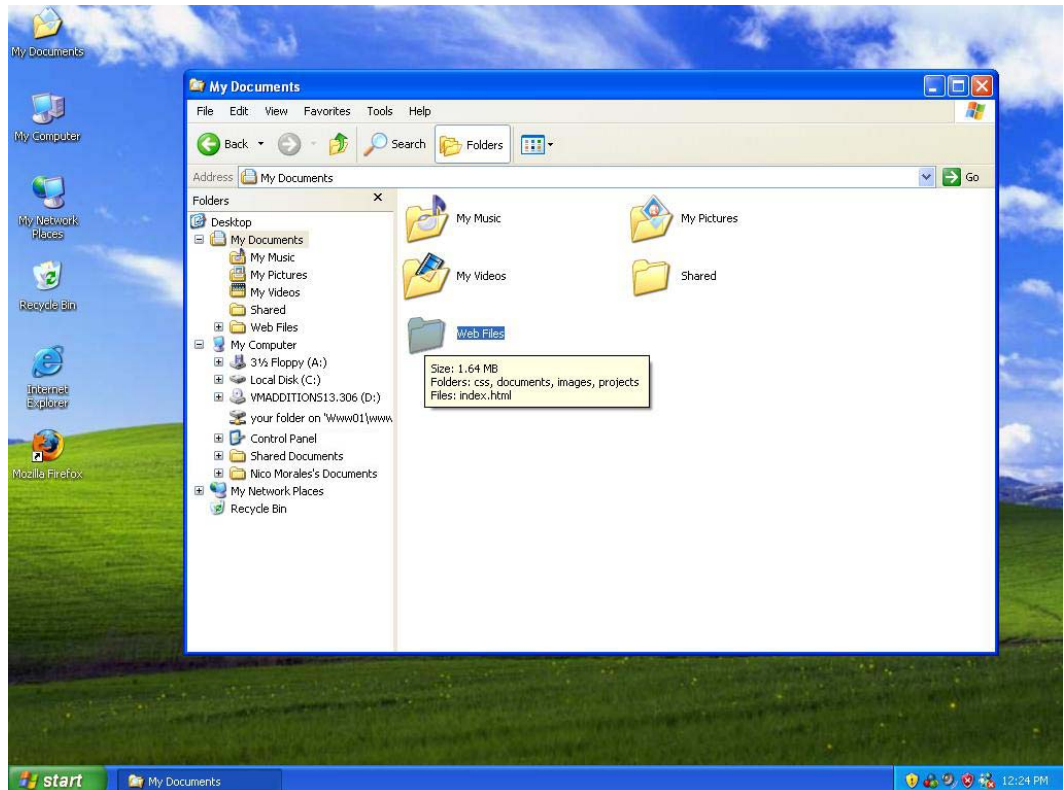 My Documents
My Computer
My Network
Places
Recycle Bin
Internet
Explorer
Mozilla Firefox
My Documents
File Edit View Favorites Tools Help
Back Search Folders
Address My Documents Go
Folders
Desktop
My Documents
My Music
My Pictures
My Videos
Shared
Web Files
My Computer
3½ Floppy (A:)
Local Disk (C:)
VMADDITIONS13.306 (D:)
your folder on 'Www01\www
Control Panel
Shared Documents
Nico Morales's Documents
My Network Places
Recycle Bin
My Music My Pictures
My Videos Shared
Web Files
Size: 1.64 MB
Folders: css, documents, images, projects
Files: index.html
start My Documents 12:24 PM